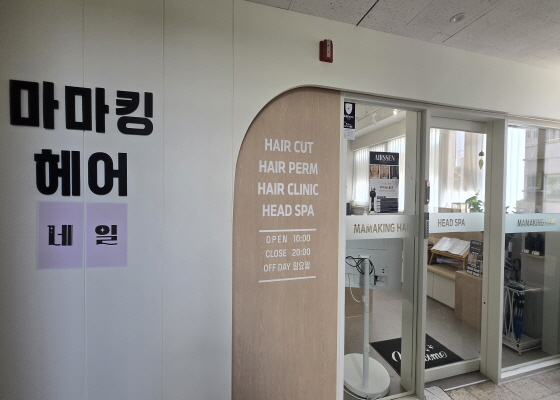 마마킹
헤어
네일
HAIR CUT
HAIR PERM
HAIR CLINIC
HEAD SPA
OPEN 10:00
CLOSE 20:00
OFF DAY 일요일
MAMAKING HA
HEAD SPA
MAMAKING